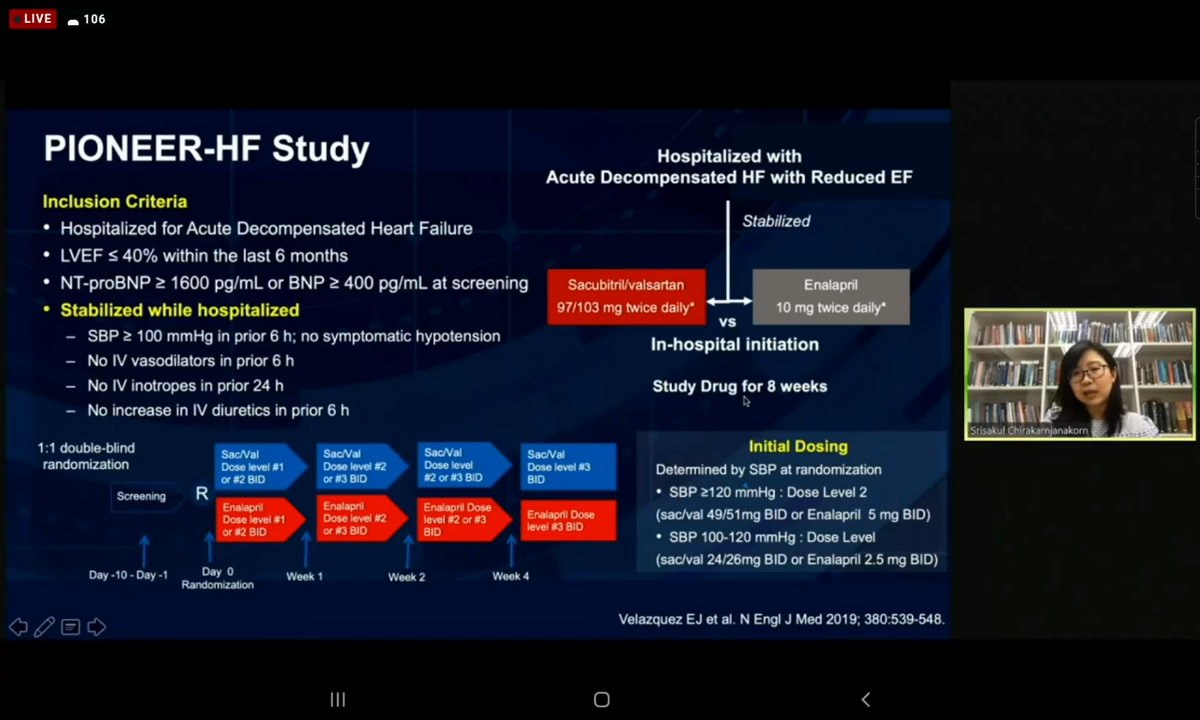 LIVE 106
PIONEER-HF Study
Inclusion Criteria
• Hospitalized for Acute Decompensated Heart Failure
• LVEF ≤ 40% within the last 6 months
• NT-proBNP ≥ 1600 pg/mL or BNP ≥ 400 pg/mL at screening
• Stabilized while hospitalized
– SBP ≥ 100 mmHg in prior 6 h; no symptomatic hypotension
– No IV vasodilators in prior 6 h
– No IV inotropes in prior 24 h
– No increase in IV diuretics in prior 6 h
Hospitalized with
Acute Decompensated HF with Reduced EF
Stabilized
Sacubitril/valsartan
97/103 mg twice daily*
vs
Enalapril
10 mg twice daily*
In-hospital initiation
Study Drug for 8 weeks
1:1 double-blind
randomization
Screening
R
Sac/Val
Dose level #1
or #2 BID
Sac/Val
Dose level #2
or #3 BID
Sac/Val
Dose level
#2 or #3 BID
Sac/Val
Dose level #3
BID
Enalapril
Dose level #1
or #2 BID
Enalapril
Dose level #2
or #3 BID
Enalapril Dose
level #2 or #3
BID
Enalapril Dose
level #3 BID
Day -10 - Day -1
Day 0
Randomization
Week 1
Week 2
Week 4
Initial Dosing
Determined by SBP at randomization
• SBP ≥120 mmHg : Dose Level 2
(sac/val 49/51mg BID or Enalapril 5 mg BID)
• SBP 100-120 mmHg : Dose Level
(sac/val 24/26mg BID or Enalapril 2.5 mg BID)
Velazquez EJ et al. N Engl J Med 2019; 380:539-548.
Srisakul Chirakarnjanakorn